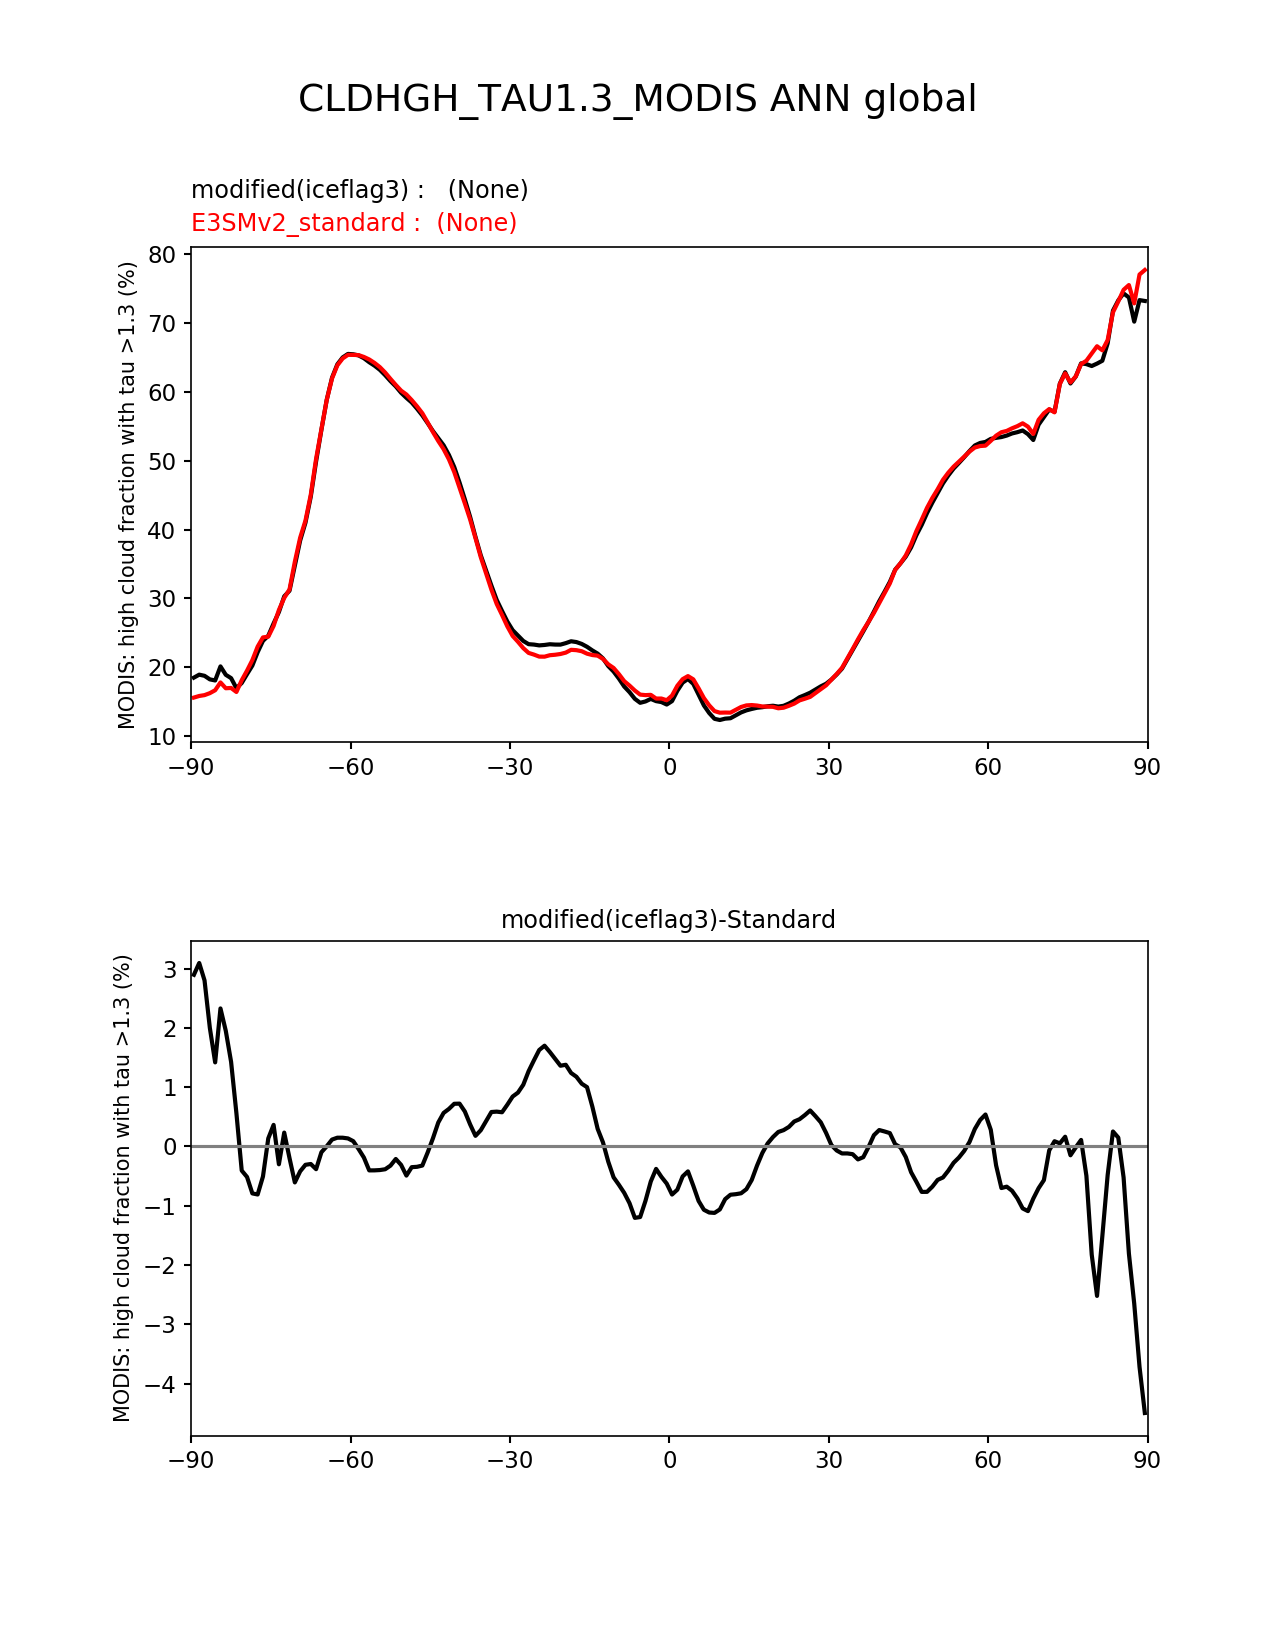 CLDHGH_TAU1.3_MODIS ANN global
modified(iceflag3) :   (None)
E3SMv2_standard :  (None)
MODIS: high cloud fraction with tau >1.3 (%)
80
70
60
50
40
30
20
10
−90 −60 −30 0 30 60 90
modified(iceflag3)-Standard
MODIS: high cloud fraction with tau >1.3 (%)
3
2
1
0
−1
−2
−3
−4
−90 −60 −30 0 30 60 90